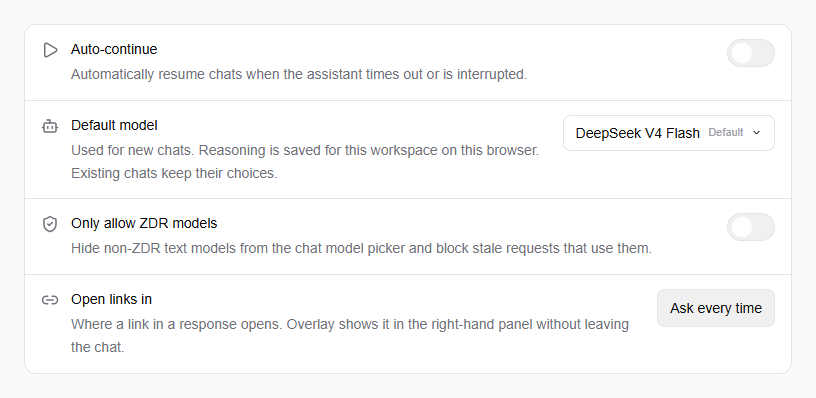 Auto-continue
Automatically resume chats when the assistant times out or is interrupted.
Default model
Used for new chats. Reasoning is saved for this workspace on this browser.
Existing chats keep their choices.
DeepSeek V4 Flash Default
Only allow ZDR models
Hide non-ZDR text models from the chat model picker and block stale requests that use them.
Open links in
Where a link in a response opens. Overlay shows it in the right-hand panel without leaving
the chat.
Ask every time